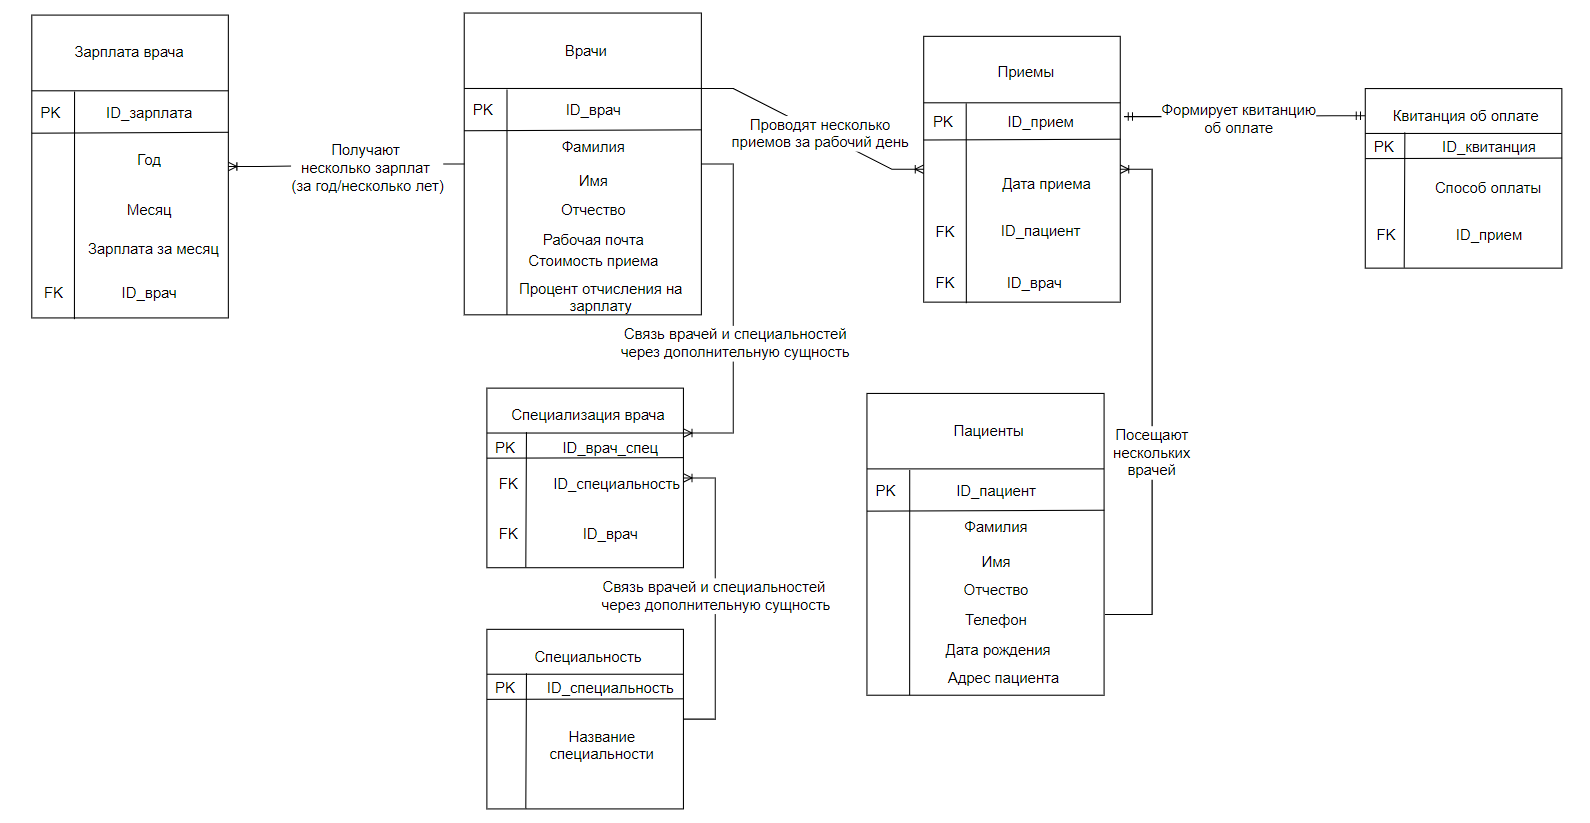 Зарплата врача
PK
ID_зарплата
Год
Месяц
Зарплата за месяц
FK
ID_врач
Получают
несколько зарплат
(за год/несколько лет)
Врачи
PK
ID_врач
Фамилия
Имя
Отчество
Рабочая почта
Стоимость приема
Процент отчисления на
зарплату
Проводят несколько
приемов за рабочий день
Приемы
PK
ID_прием
Дата приема
FK
ID_пациент
FK
ID_врач
Формирует квитанцию
об оплате
Квитанция об оплате
PK
ID_квитанция
Способ оплаты
FK
ID_прием
Связь врачей и специальностей
через дополнительную сущность
Специализация врача
PK
ID_врач_спец
FK
ID_специальность
FK
ID_врач
Связь врачей и специальностей
через дополнительную сущность
Специальность
PK
ID_специальность
Название
специальности
Пациенты
PK
ID_пациент
Фамилия
Имя
Отчество
Телефон
Дата рождения
Адрес пациента
Посещают
нескольких
врачей